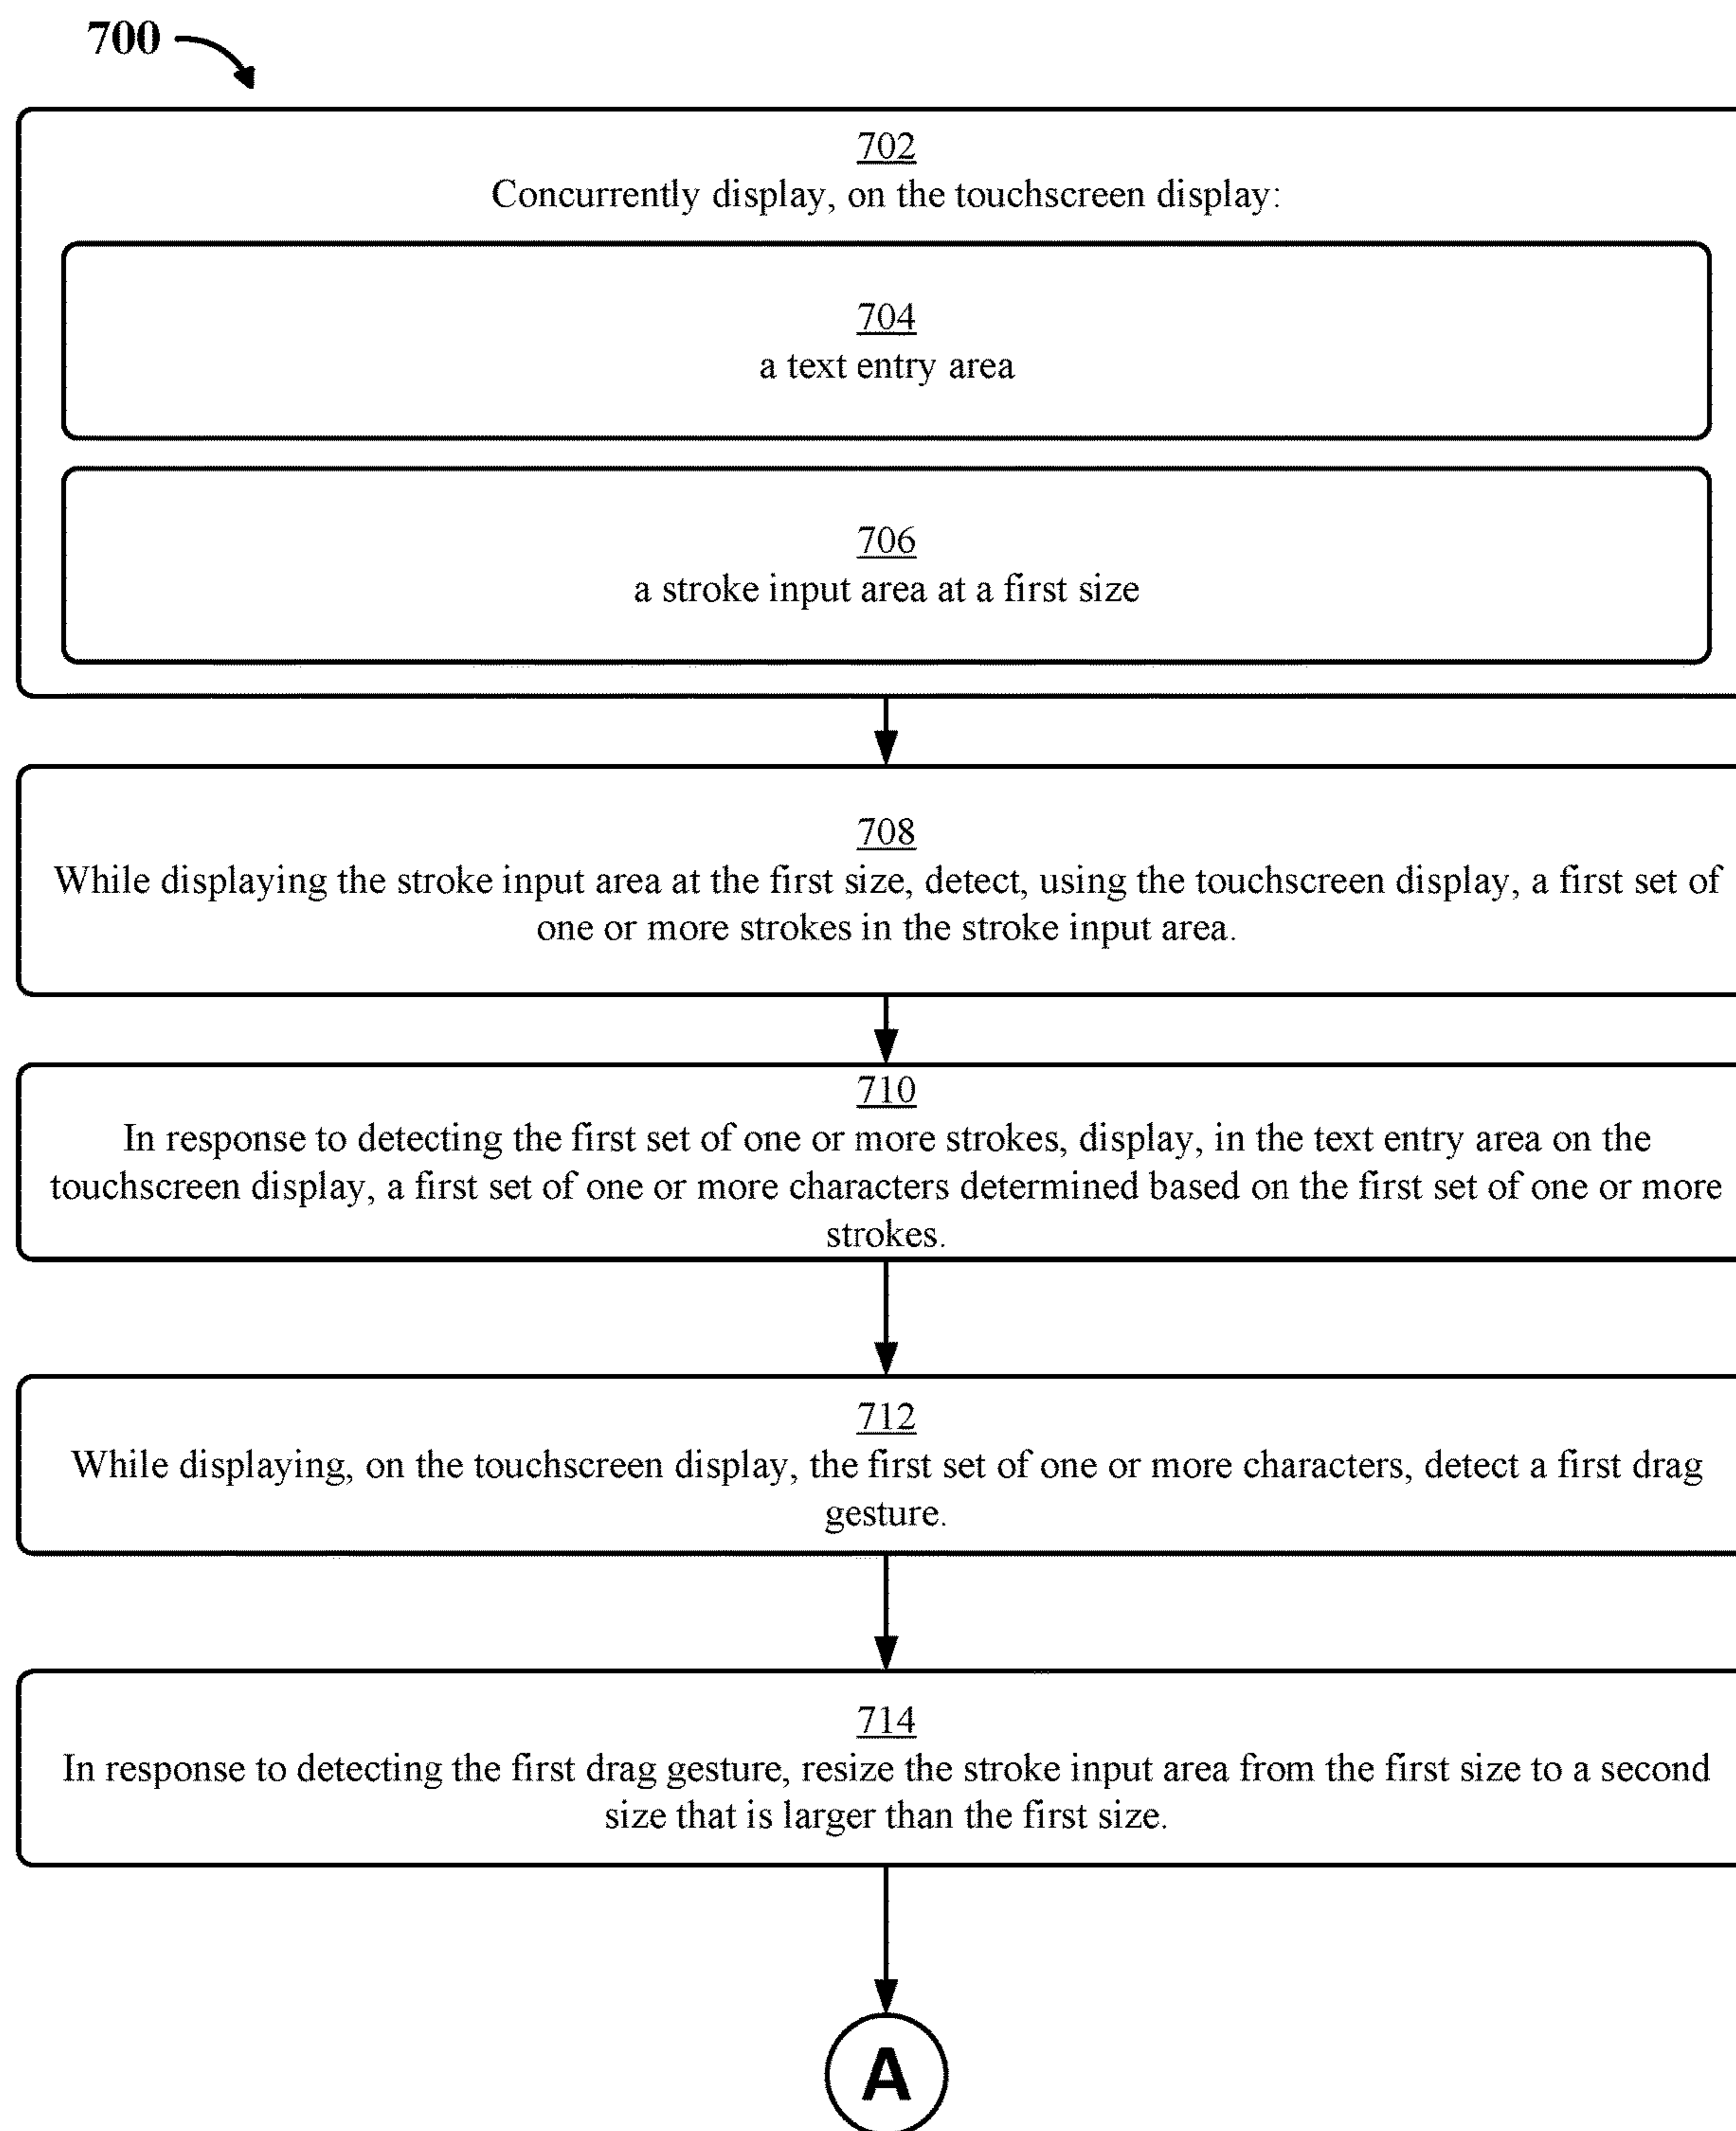 700
702
Concurrently display, on the touchscreen display:
704
a text entry area
706
a stroke input area at a first size
708
While displaying the stroke input area at the first size, detect, using the touchscreen display, a first set of
one or more strokes in the stroke input area.
710
In response to detecting the first set of one or more strokes, display, in the text entry area on the
touchscreen display, a first set of one or more characters determined based on the first set of one or more
strokes.
712
While displaying, on the touchscreen display, the first set of one or more characters, detect a first drag
gesture.
714
In response to detecting the first drag gesture, resize the stroke input area from the first size to a second
size that is larger than the first size.
A